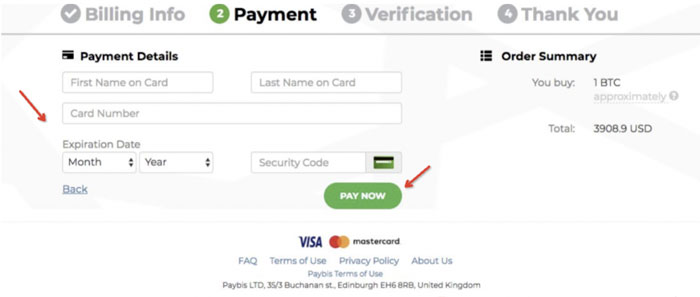 Billing Info 2 Payment 3 Verification 4 Thank You
Payment Details
First Name on Card Last Name on Card
Card Number
Expiration Date
Month Year Security Code
Back
PAY NOW
Order Summary
You buy: 1 BTC
approximately ?
Total: 3908.9 USD
VISA mastercard
FAQ Terms of Use Privacy Policy About Us
Paybis Terms of Use
Paybis LTD, 35/3 Buchanan st., Edinburgh EH6 8RB, United Kingdom